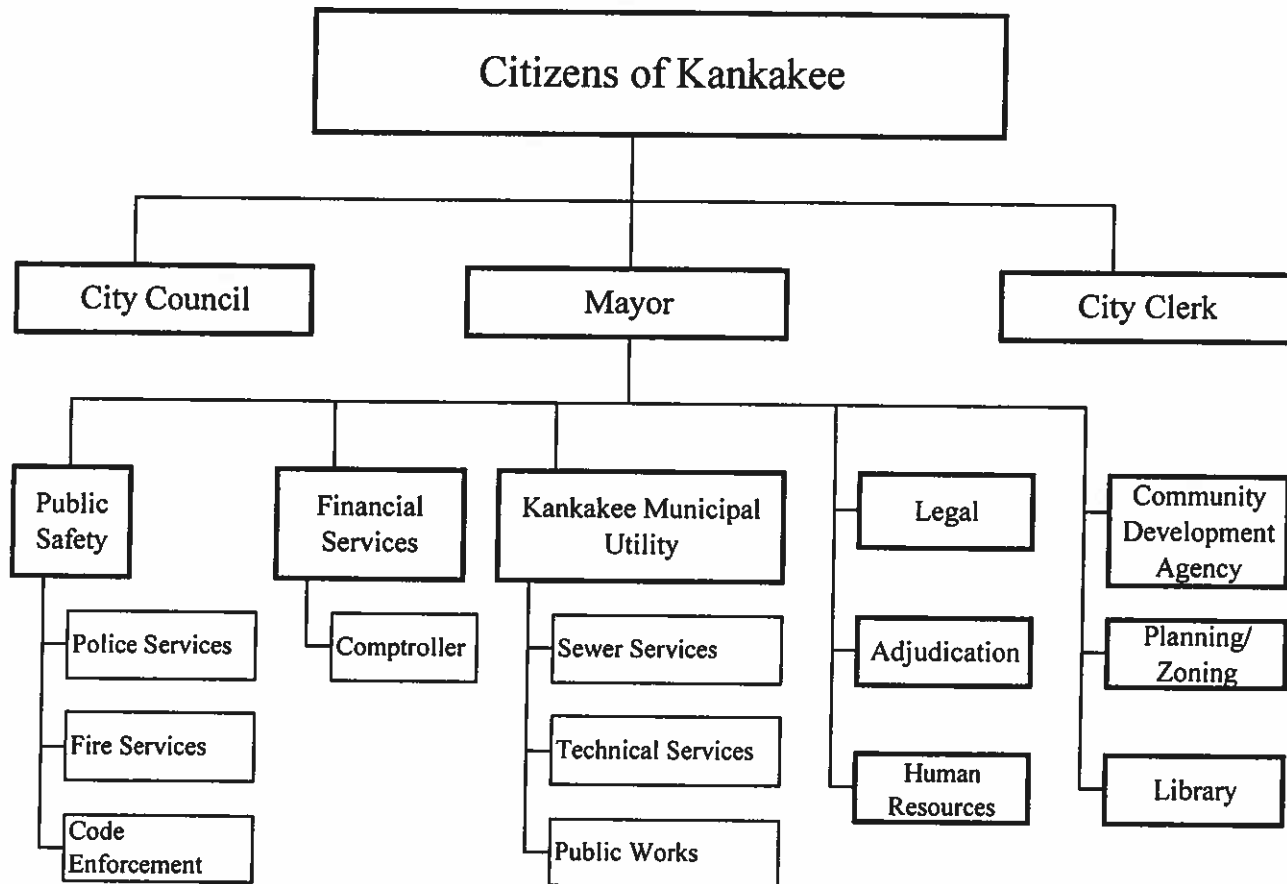 Citizens of Kankakee
City Council
Mayor
City Clerk
Public
Safety
Police Services
Fire Services
Code
Enforcement
Financial
Services
Comptroller
Kankakee Municipal
Utility
Sewer Services
Technical Services
Public Works
Legal
Adjudication
Human
Resources
Community
Development
Agency
Planning/
Zoning
Library